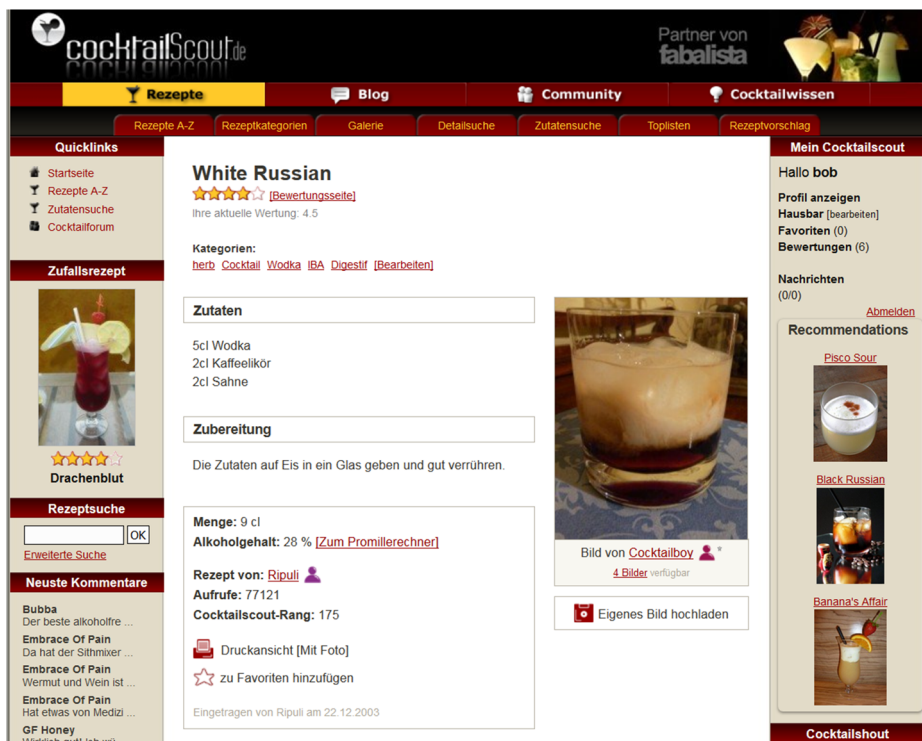 cocktailScout.de
Partner von
fabalista
Rezepte
Blog
Community
Cocktailwissen
Rezepte A-Z
Rezeptkategorien
Galerie
Detailsuche
Zutatensuche
Toplisten
Rezeptvorschlag
Quicklinks
Startseite
Rezepte A-Z
Zutatensuche
Cocktailforum
Zufallsrezept
Drachenblut
Rezeptsuche
OK
Erweiterte Suche
Neuste Kommentare
Bubba
Der beste alkoholfre ...
Embrace Of Pain
Da hat der Sithmixer ...
Embrace Of Pain
Wermut und Wein ist ...
Embrace Of Pain
Hat etwas von Medizi ...
GF Honey
White Russian
[Bewertungsseite]
Ihre aktuelle Wertung: 4.5
Kategorien:
herb Cocktail Wodka IBA Digestif [Bearbeiten]
Zutaten
5cl Wodka
2cl Kaffeelikör
2cl Sahne
Zubereitung
Die Zutaten auf Eis in ein Glas geben und gut verrühren.
Menge: 9 cl
Alkoholgehalt: 28 % [Zum Promillerechner]
Rezept von: Ripuli
Aufrufe: 77121
Cocktailscout-Rang: 175
Druckansicht [Mit Foto]
zu Favoriten hinzufügen
Eingetragen von Ripuli am 22.12.2003
Bild von Cocktailboy *
4 Bilder verfügbar
Eigenes Bild hochladen
Mein Cocktailscout
Hallo bob
Profil anzeigen
Hausbar [bearbeiten]
Favoriten (0)
Bewertungen (6)
Nachrichten
(0/0)
Abmelden
Recommendations
Pisco Sour
Black Russian
Banana's Affair
Cocktailshout